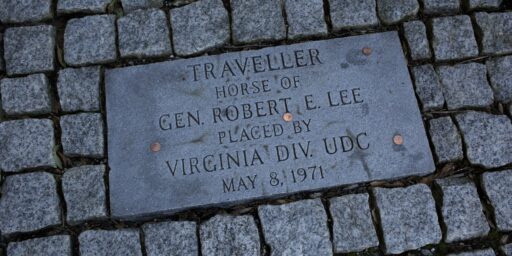 TRAVELLER
HORSE OF
GEN. ROBERT E. LEE
PLACED BY
VIRGINIA DIV. UDC
MAY 8, 1971